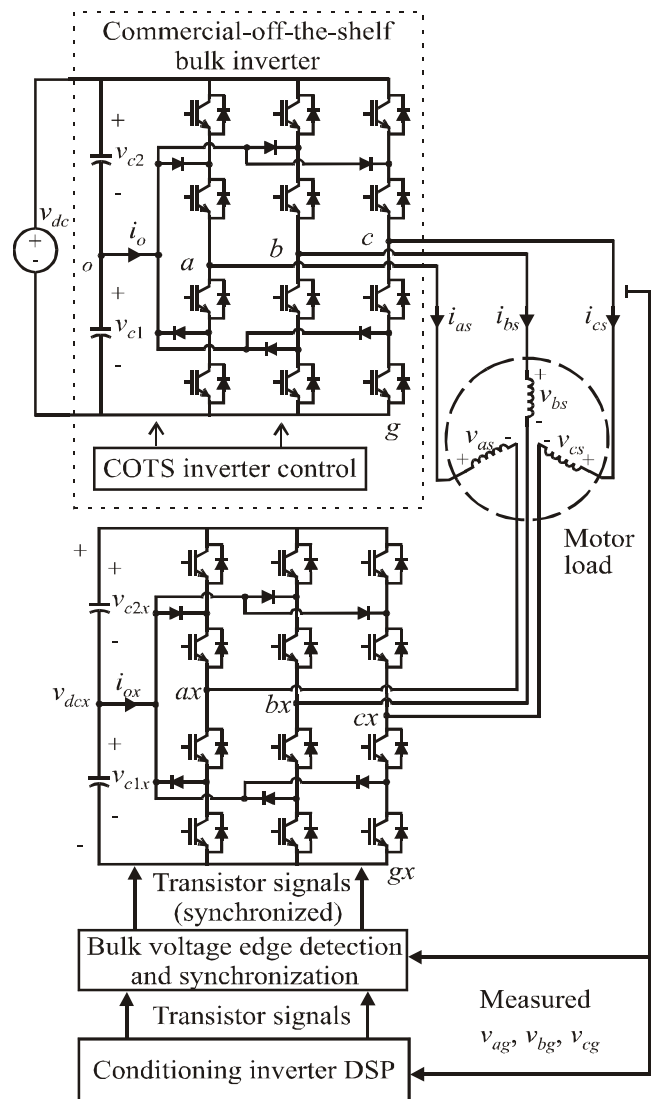 Commercial-off-the-shelf
bulk inverter
+
v_c2
-
v_dc
+
-
i_o
o
a
b
c
+
v_c1
-
g
COTS inverter control
i_as
i_bs
i_cs
+
v_bs
-
v_as
-
+
-
v_cs
+
Motor
load
+
+
v_c2x
-
v_dcx
i_ox
ax
bx
cx
+
v_c1x
-
-
gx
Transistor signals
(synchronized)
Bulk voltage edge detection
and synchronization
Transistor signals
Conditioning inverter DSP
Measured
v_ag, v_bg, v_cg